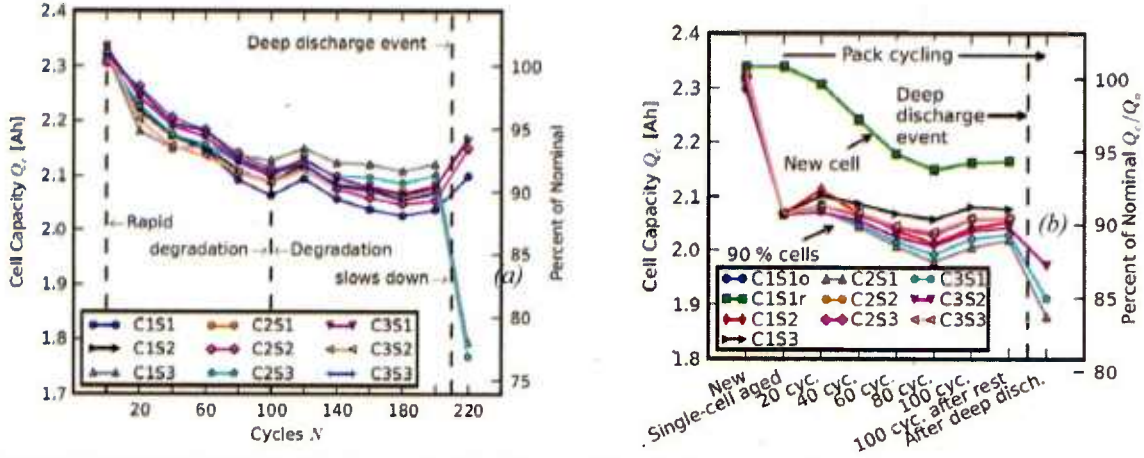 2.4
2.3
2.2
2.1
2.0
1.9
1.8
1.7
Cell Capacity Q [Ah]
Deep discharge event
Rapid
degradation
Degradation
slows down
(a)
C1S1
C1S2
C1S3
C2S1
C2S2
C2S3
C3S1
C3S2
C3S3
20
60
100
140
180
220
Cycles N
100
95
90
85
80
75
Percent of Nominal
2.4
2.3
2.2
2.1
2.0
1.9
1.8
Cell Capacity Qc [Ah]
Pack cycling
Deep
discharge
event
New cell
90 % cells
(b)
C1S1o
C1S1r
C1S2
C1S3
C2S1
C2S2
C2S3
C3S1
C3S2
C3S3
New
Single-cell aged
20 cyc.
40 cyc.
60 cyc.
80 cyc.
100 cyc.
100 cyc. after rest
After deep disch.
100
95
90
85
80
Percent of Nominal Qc/Qo